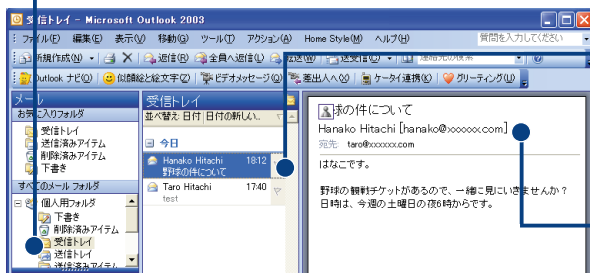 受信トレイ - Microsoft Outlook 2003
ファイル(F) 編集(E) 表示(V) 移動(G) ツール(T) アクション(A) Home Style(M) ヘルプ(H) 質問を入力してください
新規作成(N) 返信(R) 全員へ返信(L) 転送(W) 送受信(C) 連絡先の検索
Outlook ナビ(O) 似顔絵と絵文字(Z) ビデオメッセージ(Q) 差出人へ(X) ケータイ連携(K) グリーティング(U)
メール
お気に入りフォルダ
受信トレイ
送信済みアイテム
削除済みアイテム
下書き
すべてのメール フォルダ
個人用フォルダ
下書き
削除済みアイテム
受信トレイ
送信トレイ
送信済みアイテム
受信トレイ
並べ替え: 日付 日付の新しい..
今日
Hanako Hitachi 18:12
野球の件について
Taro Hitachi 17:40
test
球の件について
Hanako Hitachi [hanako@xxxxxx.com]
宛先: taro@xxxxxx.com
はなこです。
野球の観戦チケットがあるので、一緒に見にいきませんか？
日時は、今週の土曜日の夜6時からです。